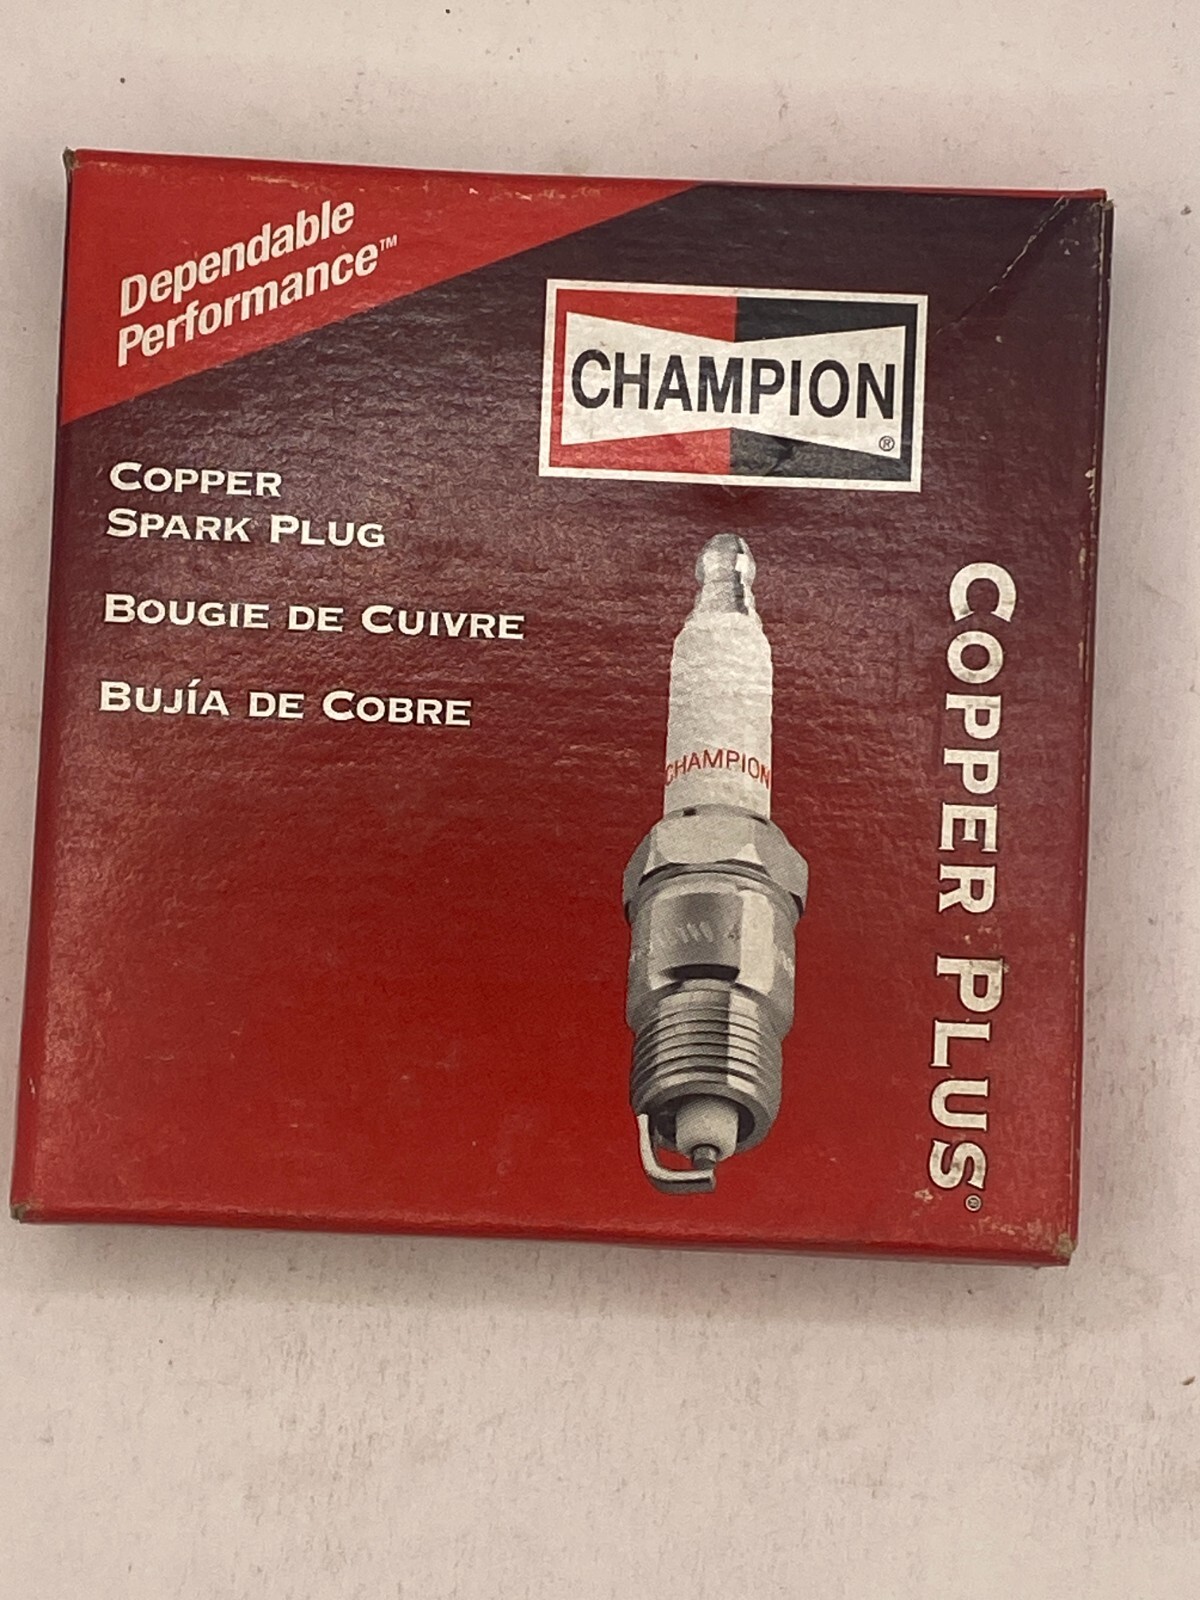 Dependable
Performance™
CHAMPION®
COPPER
SPARK PLUG
BOUGIE DE CUIVRE
BUJÍA DE COBRE
CHAMPION
COPPER PLUS®